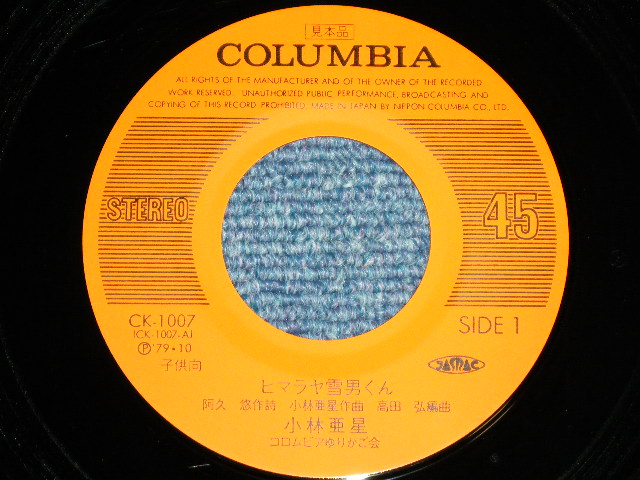 見本品
COLUMBIA
ALL RIGHTS OF THE MANUFACTURER AND OF THE OWNER OF THE RECORDED
WORK RESERVED. UNAUTHORIZED PUBLIC PERFORMANCE, BROADCASTING AND
COPYING OF THIS RECORD PROHIBITED. MADE IN JAPAN BY NIPPON COLUMBIA CO., LTD.
STEREO
45
CK-1007
(CK-1007-A)
Ⓟ'79・10
子供向
SIDE 1
JASRAC
ヒマラヤ雪男くん
阿久 悠作詩 小林亜星作曲 高田 弘編曲
小林亜星
コロムビアゆりかご会